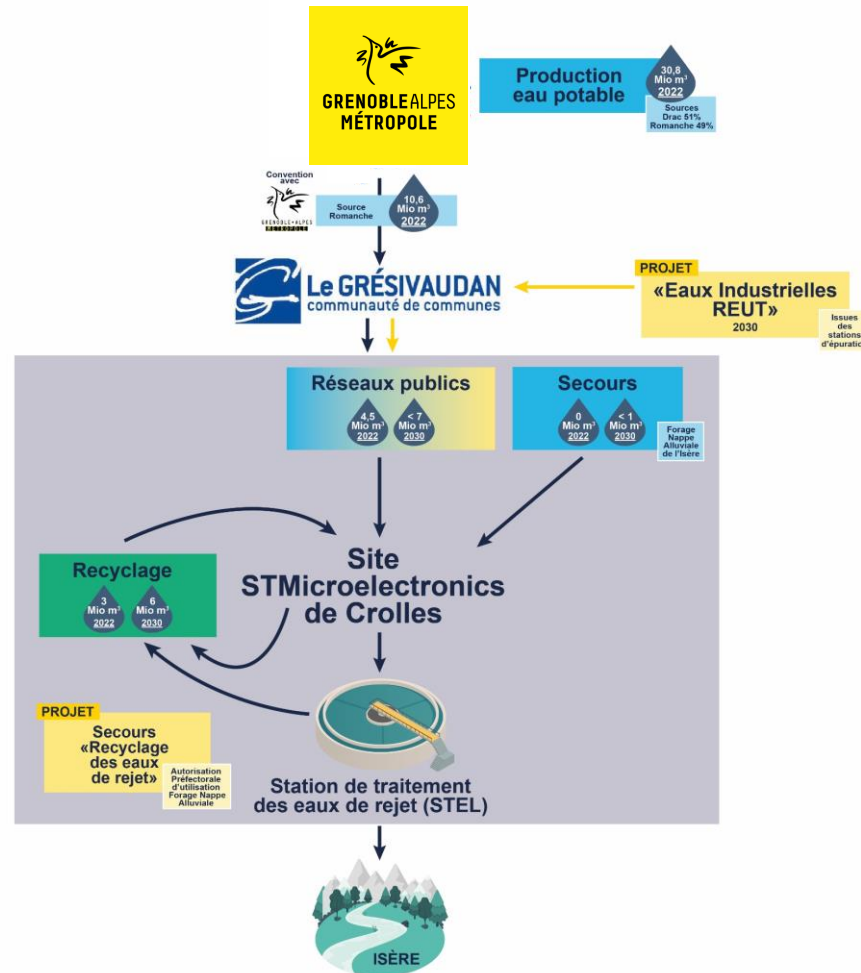 GRENOBLEALPES
MÉTROPOLE
Production
eau potable
30,8
Mio m³
2022
Sources
Drac 51%
Romanche 49%
Convention
avec
GRENOBLE-ALPES
MÉTROPOLE
Source
Romanche
10,6
Mio m³
2022
Le GRÉSIVAUDAN
communauté de communes
PROJET
«Eaux Industrielles
REUT»
2030
Issues
des
stations
d'épuratio
Réseaux publics
4,5
Mio m³
2022
< 7
Mio m³
2030
Secours
0
Mio m³
2022
< 1
Mio m³
2030
Forage
Nappe
Alluviale
de l'Isère
Recyclage
3
Mio m³
2022
6
Mio m³
2030
Site
STMicroelectronics
de Crolles
PROJET
Secours
«Recyclage
des eaux
de rejet»
Autorisation
Préfectorale
d'utilisation
Forage Nappe
Alluviale
Station de traitement
des eaux de rejet (STEL)
ISÈRE